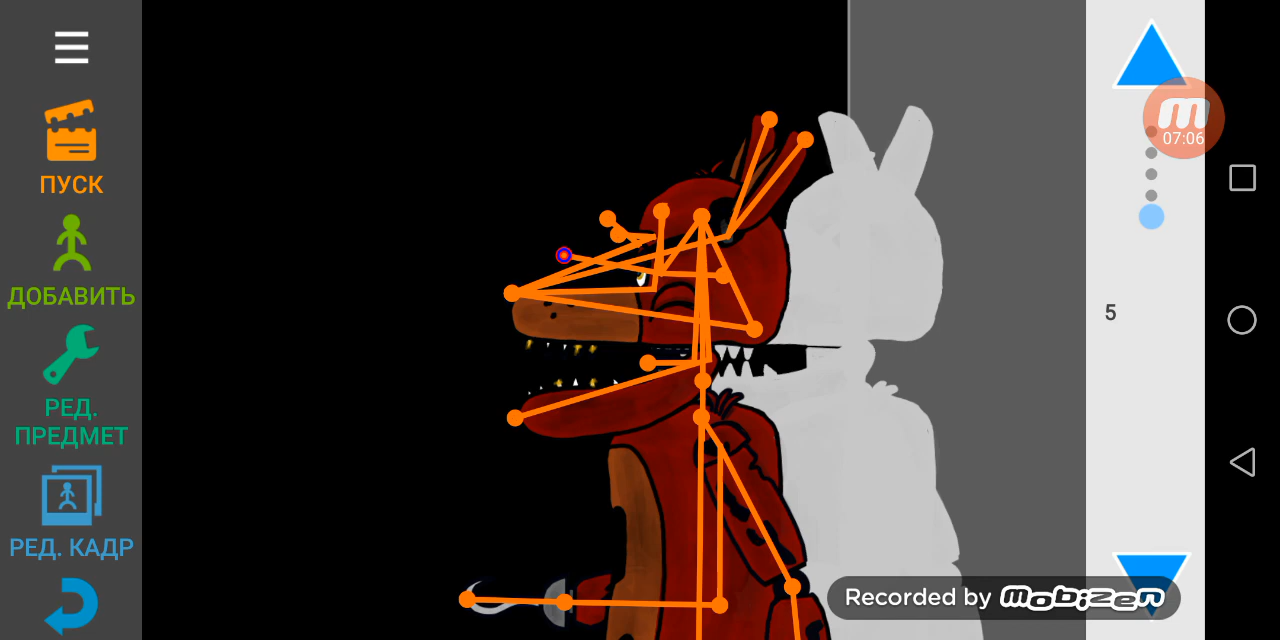 ПУСК
ДОБАВИТЬ
РЕД.
ПРЕДМЕТ
РЕД. КАДР
5
07:06
Recorded by mobizen